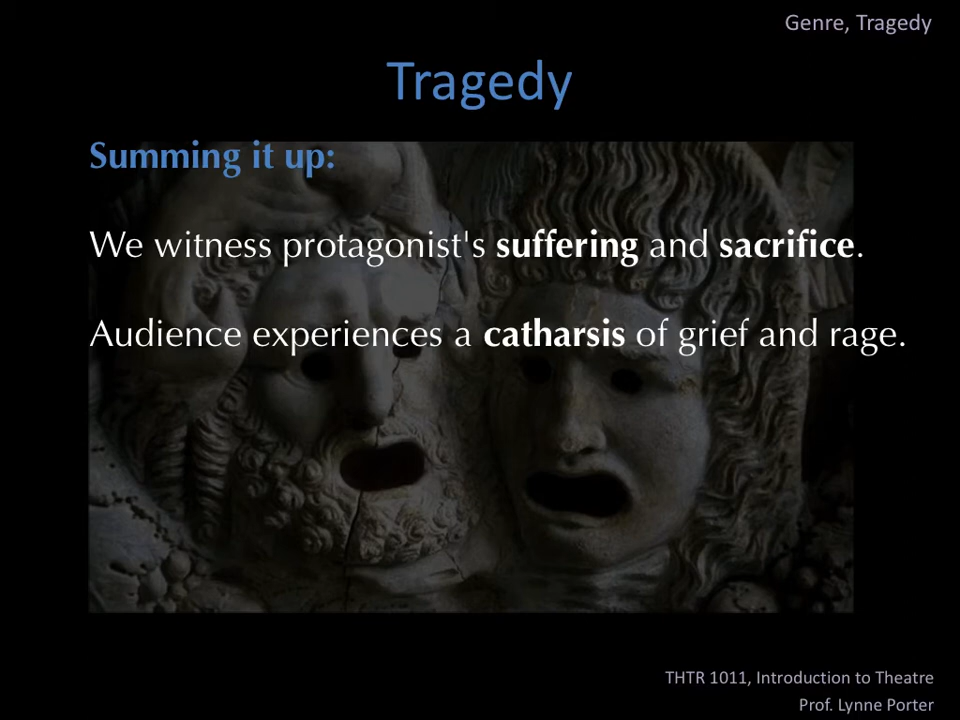 Genre, Tragedy
Tragedy
Summing it up:
We witness protagonist's suffering and sacrifice.
Audience experiences a catharsis of grief and rage.
THTR 1011, Introduction to Theatre
Prof. Lynne Porter